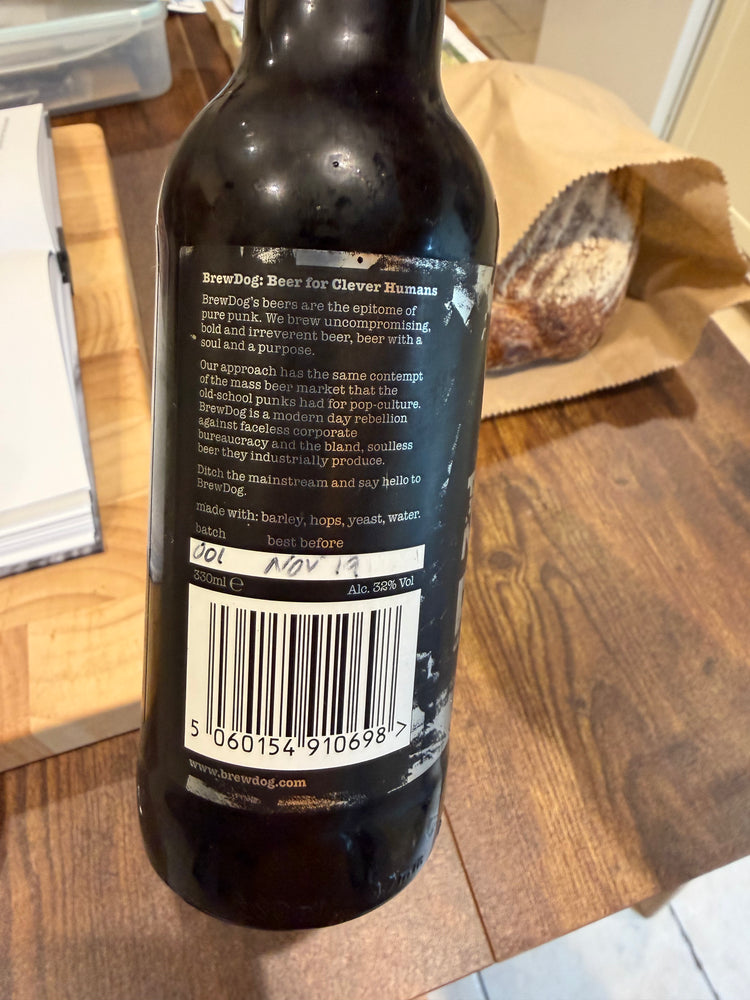 BrewDog: Beer for Clever Humans
BrewDog's beers are the epitome of
pure punk. We brew uncompromising,
bold and irreverent beer, beer with a
soul and a purpose.
Our approach has the same contempt
of the mass beer market that the
old-school punks had for pop-culture.
BrewDog is a modern day rebellion
against faceless corporate
bureaucracy and the bland, soulless
beer they industrially produce.
Ditch the mainstream and say hello to
BrewDog.
made with: barley, hops, yeast, water.
batch best before
001 NOV 19
330ml ℮ Alc. 32% Vol
5 060154 910698 >
www.brewdog.com